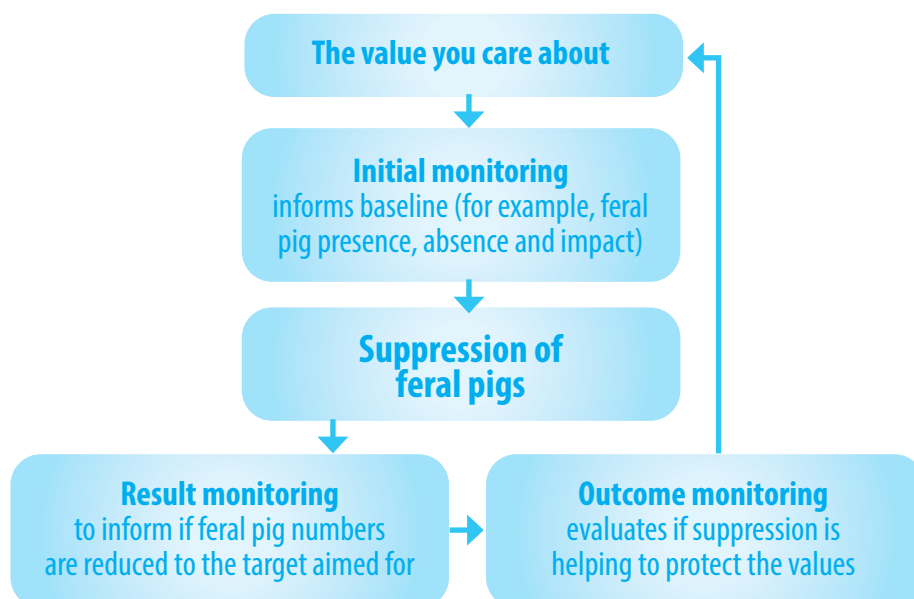 The value you care about
Initial monitoring
informs baseline (for example, feral
pig presence, absence and impact)
Suppression of
feral pigs
Result monitoring
to inform if feral pig numbers
are reduced to the target aimed for
Outcome monitoring
evaluates if suppression is
helping to protect the values